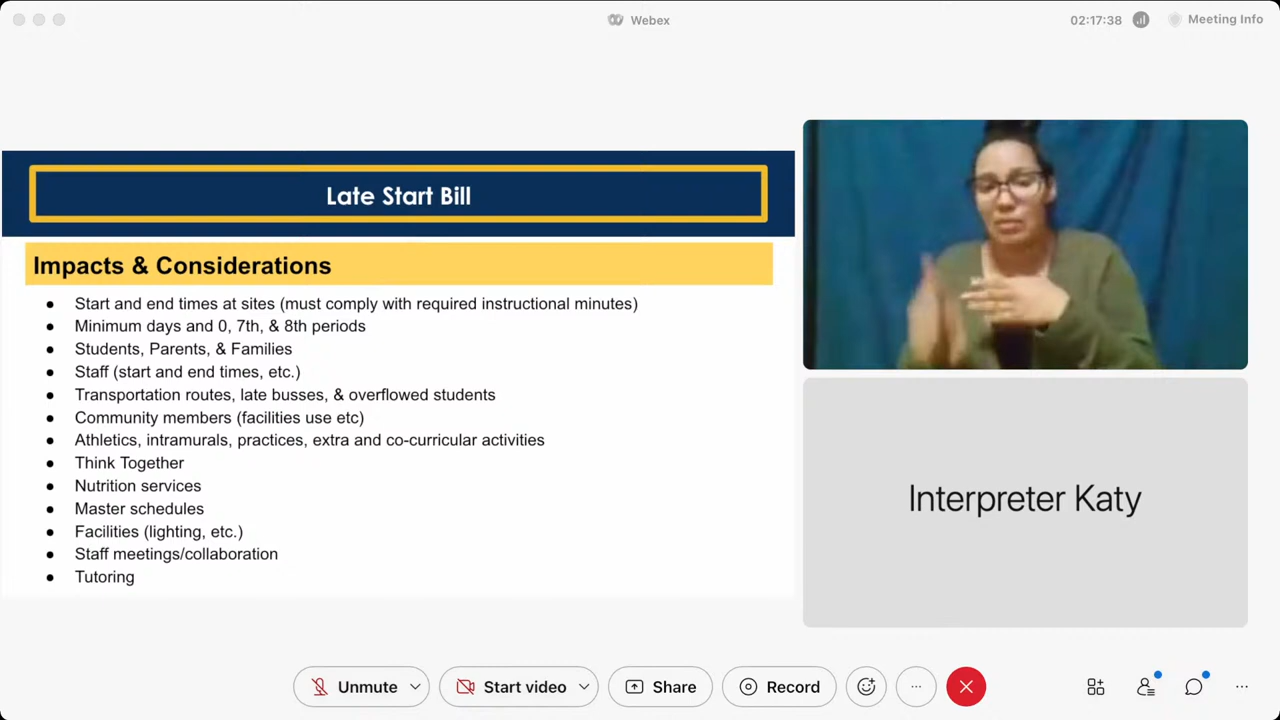 Webex
02:17:38
Meeting Info
Late Start Bill
Impacts & Considerations
● Start and end times at sites (must comply with required instructional minutes)
● Minimum days and 0, 7th, & 8th periods
● Students, Parents, & Families
● Staff (start and end times, etc.)
● Transportation routes, late busses, & overflowed students
● Community members (facilities use etc)
● Athletics, intramurals, practices, extra and co-curricular activities
● Think Together
● Nutrition services
● Master schedules
● Facilities (lighting, etc.)
● Staff meetings/collaboration
● Tutoring
Interpreter Katy
Unmute
Start video
Share
Record